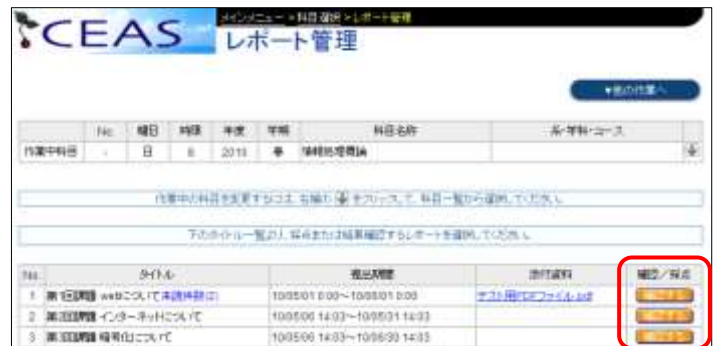 メインメニュー > 科目選択 > レポート管理
CEAS レポート管理
▼他の作業へ
No. 曜日 時限 年度 学期 科目名称 系・学科・コース
作業中科目 - 日 6 2010 春 情報処理概論
作業中の科目を変更するには、右端の をクリックして、科目一覧から選択してください。
下のタイトル一覧より、採点または結果確認するレポートを選択してください。
No. タイトル 提出期間 添付資料 確認/採点
1 第1回課題 webについて 未読件数(2) 10/05/01 0:00～10/08/01 0:00 テスト用PDFファイル.pdf
2 第2回課題 インターネットについて 10/05/06 14:03～10/05/31 14:03
3 第3回課題 暗号化について 10/05/06 14:03～10/06/30 14:03